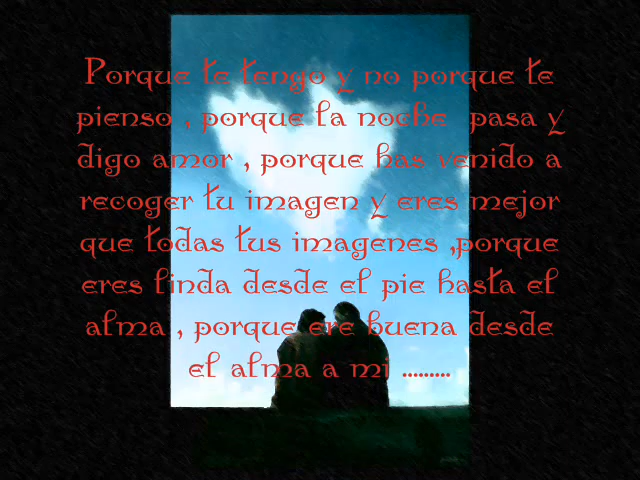 Porque te tengo y no porque te
pienso , porque la noche pasa y
digo amor , porque has venido a
recoger tu imagen y eres mejor
que todas tus imagenes ,porque
eres linda desde el pie hasta el
alma , porque ere buena desde
el alma a mi .........